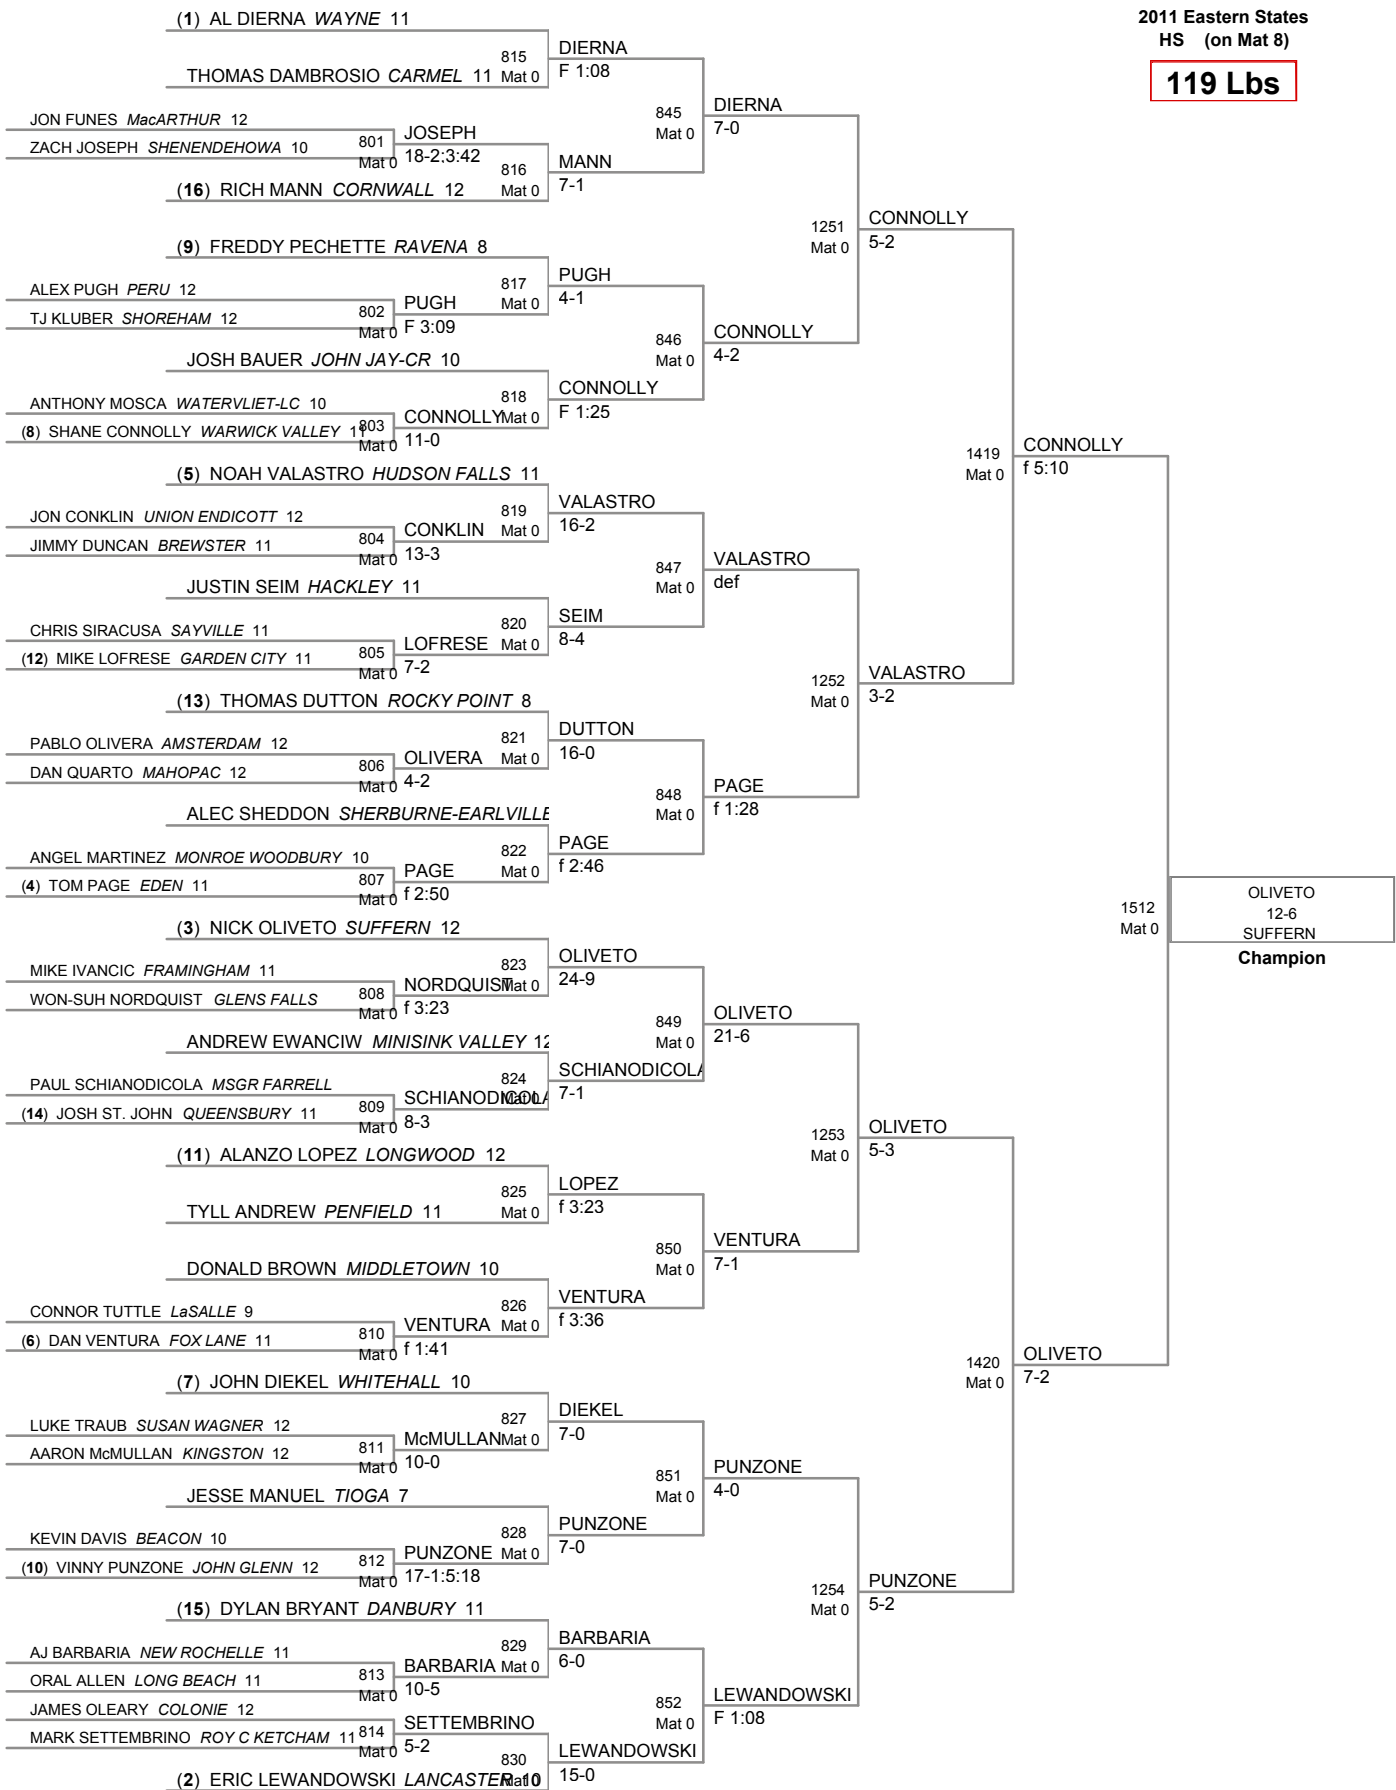 2011 Eastern States
HS (on Mat 8)
119 Lbs
(1) AL DIERNA WAYNE 11
815
Mat 0
DIERNA
F 1:08
THOMAS DAMBROSIO CARMEL 11
845
Mat 0
DIERNA
7-0
JON FUNES MacARTHUR 12
801
Mat 0
JOSEPH
18-2;3:42
ZACH JOSEPH SHENENDEHOWA 10
816
Mat 0
MANN
7-1
(16) RICH MANN CORNWALL 12
1251
Mat 0
CONNOLLY
5-2
(9) FREDDY PECHETTE RAVENA 8
817
Mat 0
PUGH
4-1
ALEX PUGH PERU 12
802
Mat 0
PUGH
F 3:09
TJ KLUBER SHOREHAM 12
846
Mat 0
CONNOLLY
4-2
JOSH BAUER JOHN JAY-CR 10
818
Mat 0
CONNOLLY
F 1:25
ANTHONY MOSCA WATERVLIET-LC 10
803
Mat 0
CONNOLLY
11-0
(8) SHANE CONNOLLY WARWICK VALLEY 11
1419
Mat 0
CONNOLLY
f 5:10
(5) NOAH VALASTRO HUDSON FALLS 11
819
Mat 0
VALASTRO
16-2
JON CONKLIN UNION ENDICOTT 12
804
Mat 0
CONKLIN
13-3
JIMMY DUNCAN BREWSTER 11
847
Mat 0
VALASTRO
def
JUSTIN SEIM HACKLEY 11
820
Mat 0
SEIM
8-4
CHRIS SIRACUSA SAYVILLE 11
805
Mat 0
LOFRESE
7-2
(12) MIKE LOFRESE GARDEN CITY 11
1252
Mat 0
VALASTRO
3-2
(13) THOMAS DUTTON ROCKY POINT 8
821
Mat 0
DUTTON
16-0
PABLO OLIVERA AMSTERDAM 12
806
Mat 0
OLIVERA
4-2
DAN QUARTO MAHOPAC 12
848
Mat 0
PAGE
f 1:28
ALEC SHEDDON SHERBURNE-EARLVILLE
822
Mat 0
PAGE
f 2:46
ANGEL MARTINEZ MONROE WOODBURY 10
807
Mat 0
PAGE
f 2:50
(4) TOM PAGE EDEN 11
1512
Mat 0
OLIVETO
12-6
SUFFERN
Champion
(3) NICK OLIVETO SUFFERN 12
823
Mat 0
OLIVETO
24-9
MIKE IVANCIC FRAMINGHAM 11
808
Mat 0
NORDQUIST
f 3:23
WON-SUH NORDQUIST GLENS FALLS
849
Mat 0
OLIVETO
21-6
ANDREW EWANCIW MINISINK VALLEY 12
824
Mat 0
SCHIANODICOLA
7-1
PAUL SCHIANODICOLA MSGR FARRELL
809
Mat 0
SCHIANODICOLA
8-3
(14) JOSH ST. JOHN QUEENSBURY 11
1253
Mat 0
OLIVETO
5-3
(11) ALANZO LOPEZ LONGWOOD 12
825
Mat 0
LOPEZ
f 3:23
TYLL ANDREW PENFIELD 11
850
Mat 0
VENTURA
7-1
DONALD BROWN MIDDLETOWN 10
826
Mat 0
VENTURA
f 3:36
CONNOR TUTTLE LaSALLE 9
810
Mat 0
VENTURA
f 1:41
(6) DAN VENTURA FOX LANE 11
1420
Mat 0
OLIVETO
7-2
(7) JOHN DIEKEL WHITEHALL 10
827
Mat 0
DIEKEL
7-0
LUKE TRAUB SUSAN WAGNER 12
811
Mat 0
McMULLAN
10-0
AARON McMULLAN KINGSTON 12
851
Mat 0
PUNZONE
4-0
JESSE MANUEL TIOGA 7
828
Mat 0
PUNZONE
7-0
KEVIN DAVIS BEACON 10
812
Mat 0
PUNZONE
17-1:5:18
(10) VINNY PUNZONE JOHN GLENN 12
1254
Mat 0
PUNZONE
5-2
(15) DYLAN BRYANT DANBURY 11
829
Mat 0
BARBARIA
6-0
AJ BARBARIA NEW ROCHELLE 11
813
Mat 0
BARBARIA
10-5
ORAL ALLEN LONG BEACH 11
852
Mat 0
LEWANDOWSKI
F 1:08
JAMES OLEARY COLONIE 12
814
Mat 0
SETTEMBRINO
5-2
MARK SETTEMBRINO ROY C KETCHAM 11
830
Mat 0
LEWANDOWSKI
15-0
(2) ERIC LEWANDOWSKI LANCASTER 10